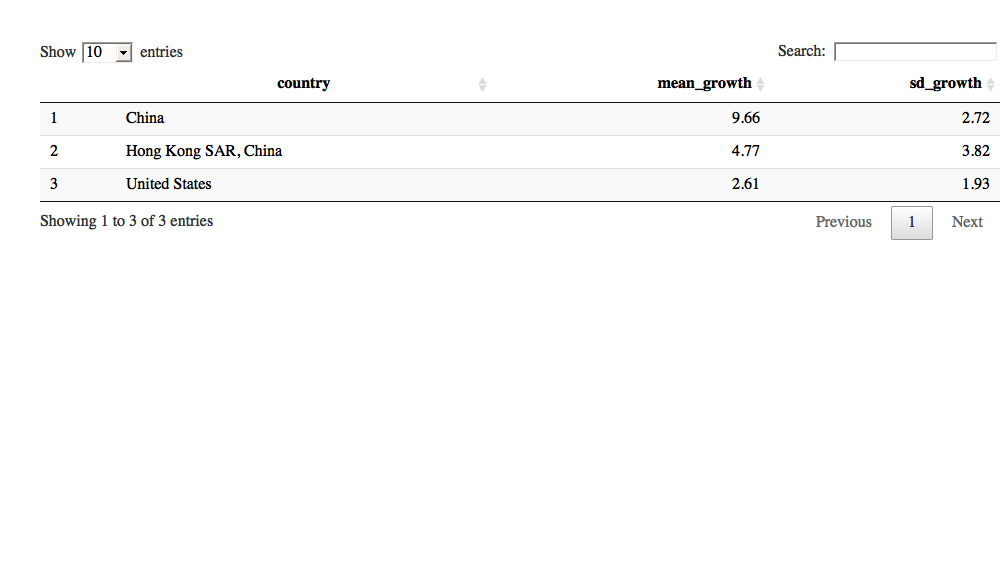 Show 10 entries Search:
country mean_growth sd_growth
1 China 9.66 2.72
2 Hong Kong SAR, China 4.77 3.82
3 United States 2.61 1.93
Showing 1 to 3 of 3 entries Previous 1 Next